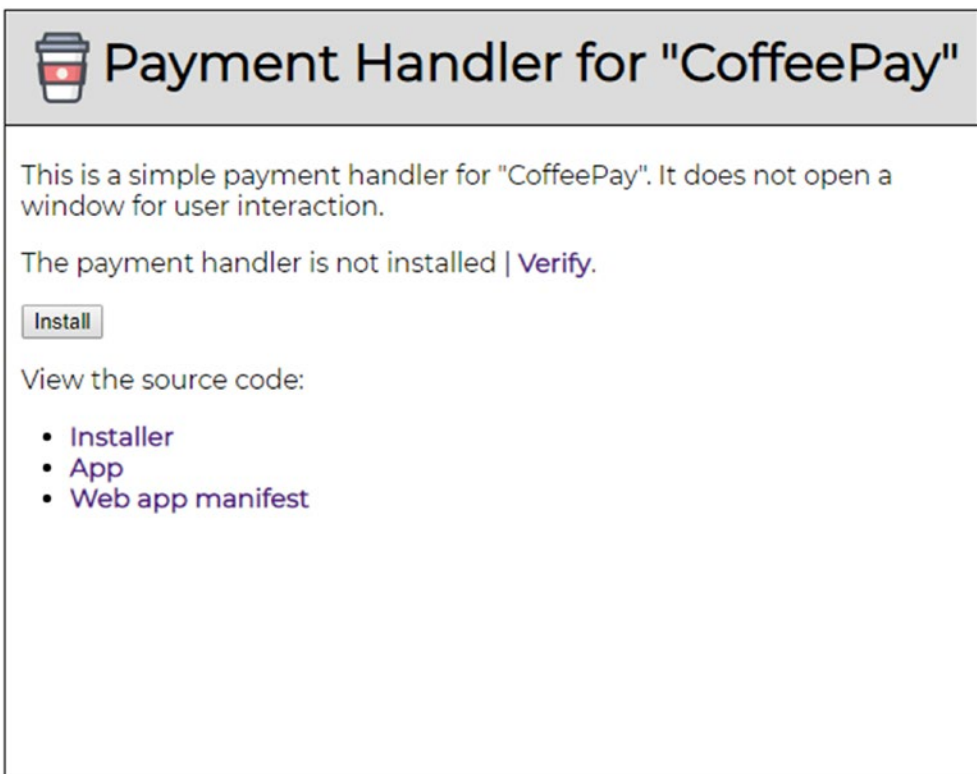 Payment Handler for "CoffeePay"
This is a simple payment handler for "CoffeePay". It does not open a
window for user interaction.
The payment handler is not installed | Verify.
Install
View the source code:
• Installer
• App
• Web app manifest